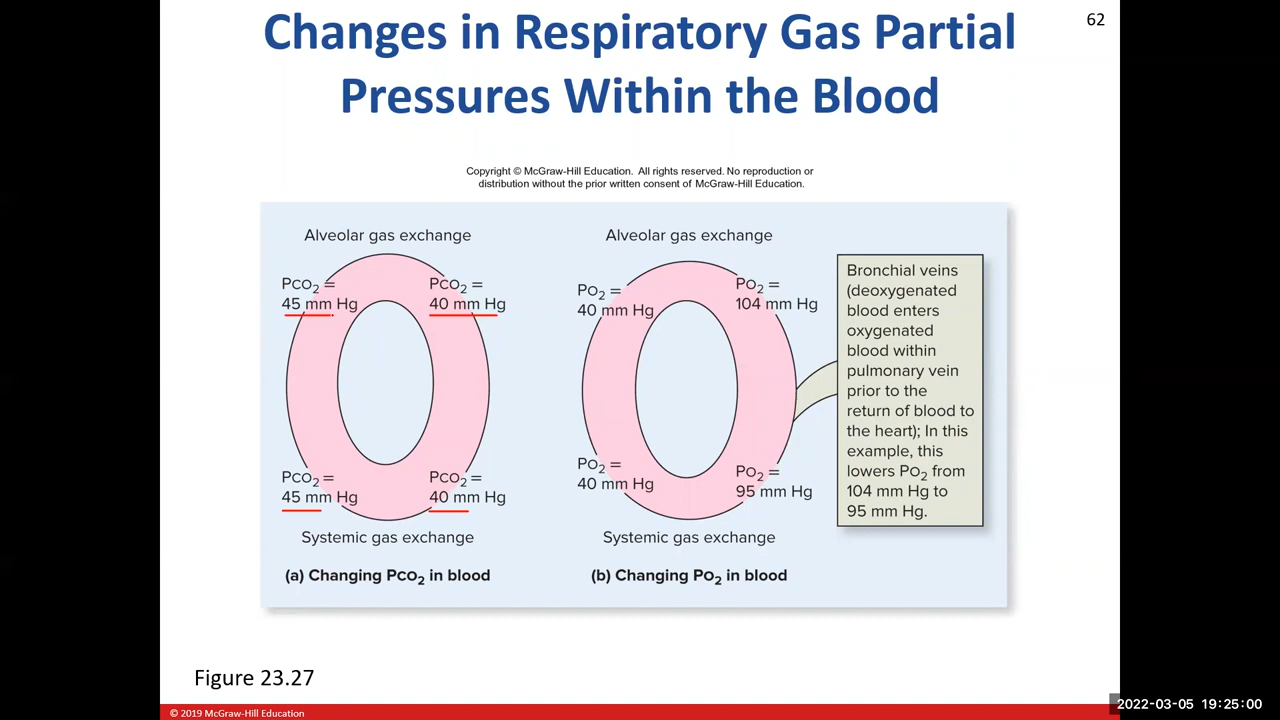 Changes in Respiratory Gas Partial
Pressures Within the Blood
62
Copyright © McGraw-Hill Education. All rights reserved. No reproduction or
distribution without the prior written consent of McGraw-Hill Education.
Alveolar gas exchange
PCO2 =
45 mm Hg
PCO2 =
40 mm Hg
PCO2 =
45 mm Hg
PCO2 =
40 mm Hg
Systemic gas exchange
(a) Changing PCO2 in blood
Alveolar gas exchange
PO2 =
40 mm Hg
PO2 =
104 mm Hg
PO2 =
40 mm Hg
PO2 =
95 mm Hg
Systemic gas exchange
(b) Changing PO2 in blood
Bronchial veins
(deoxygenated
blood enters
oxygenated
blood within
pulmonary vein
prior to the
return of blood to
the heart); In this
example, this
lowers PO2 from
104 mm Hg to
95 mm Hg.
Figure 23.27
© 2019 McGraw-Hill Education
2022-03-05 19:25:00